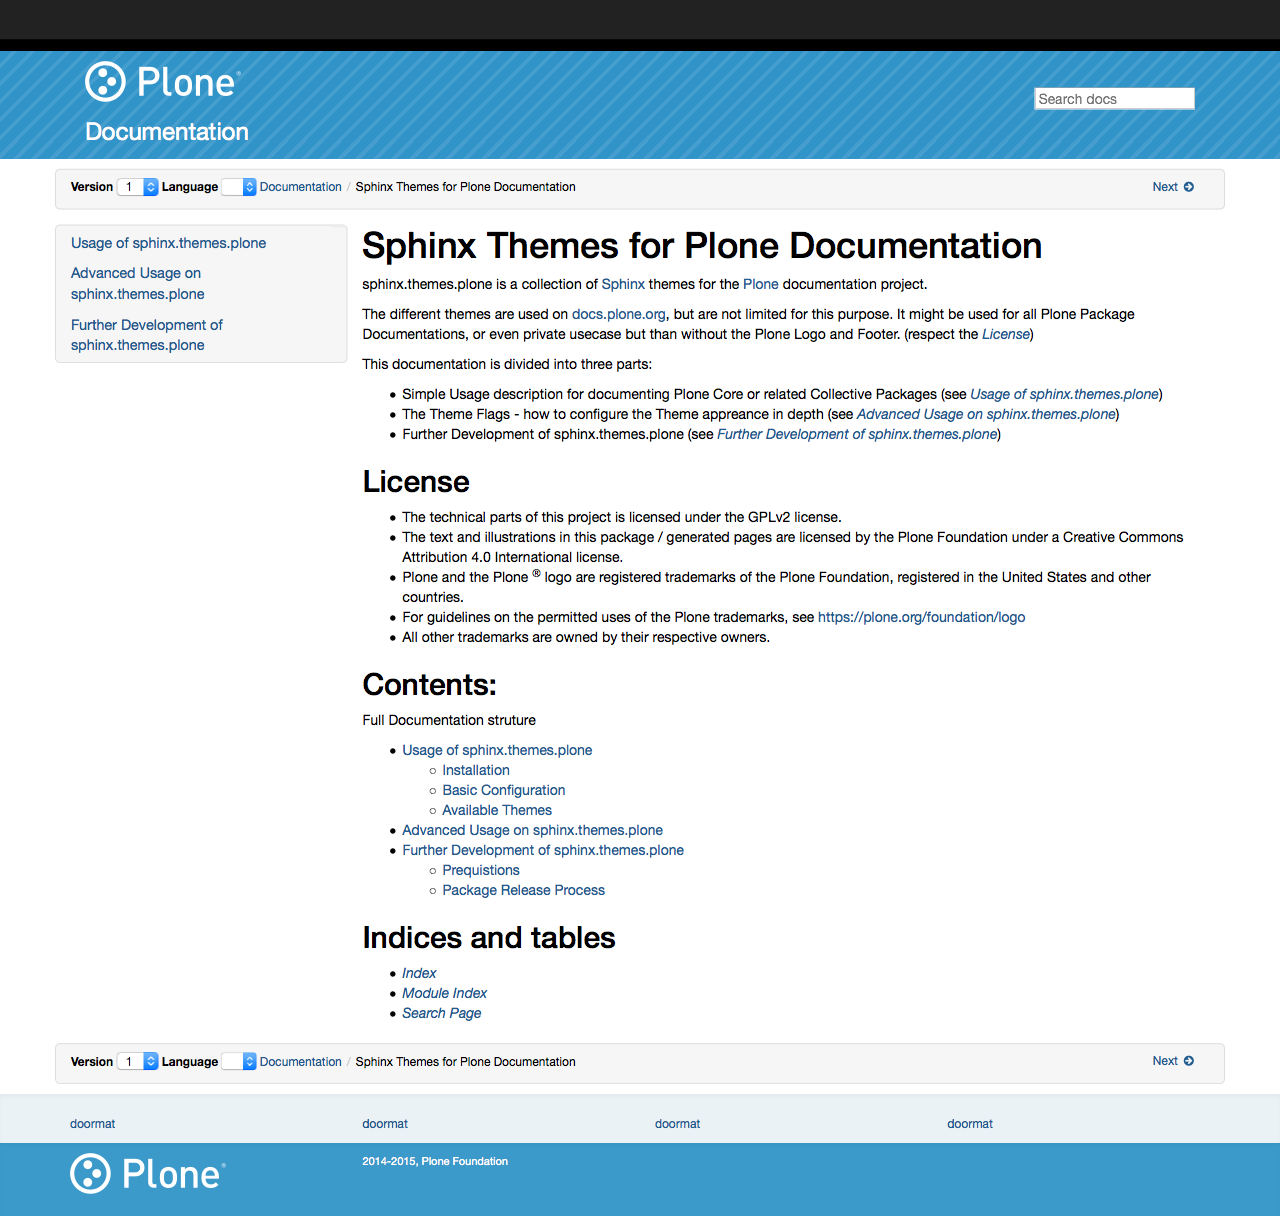 Plone®
Documentation
Search docs
Version 1 Language Documentation / Sphinx Themes for Plone Documentation Next
Usage of sphinx.themes.plone
Advanced Usage on
sphinx.themes.plone
Further Development of
sphinx.themes.plone
Sphinx Themes for Plone Documentation
sphinx.themes.plone is a collection of Sphinx themes for the Plone documentation project.
The different themes are used on docs.plone.org, but are not limited for this purpose. It might be used for all Plone Package
Documentations, or even private usecase but than without the Plone Logo and Footer. (respect the License)
This documentation is divided into three parts:
• Simple Usage description for documenting Plone Core or related Collective Packages (see Usage of sphinx.themes.plone)
• The Theme Flags - how to configure the Theme appreance in depth (see Advanced Usage on sphinx.themes.plone)
• Further Development of sphinx.themes.plone (see Further Development of sphinx.themes.plone)
License
• The technical parts of this project is licensed under the GPLv2 license.
• The text and illustrations in this package / generated pages are licensed by the Plone Foundation under a Creative Commons
Attribution 4.0 International license.
• Plone and the Plone ® logo are registered trademarks of the Plone Foundation, registered in the United States and other
countries.
• For guidelines on the permitted uses of the Plone trademarks, see https://plone.org/foundation/logo
• All other trademarks are owned by their respective owners.
Contents:
Full Documentation struture
• Usage of sphinx.themes.plone
○ Installation
○ Basic Configuration
○ Available Themes
• Advanced Usage on sphinx.themes.plone
• Further Development of sphinx.themes.plone
○ Prequistions
○ Package Release Process
Indices and tables
• Index
• Module Index
• Search Page
Version 1 Language Documentation / Sphinx Themes for Plone Documentation Next
doormat doormat doormat doormat
Plone® 2014-2015, Plone Foundation